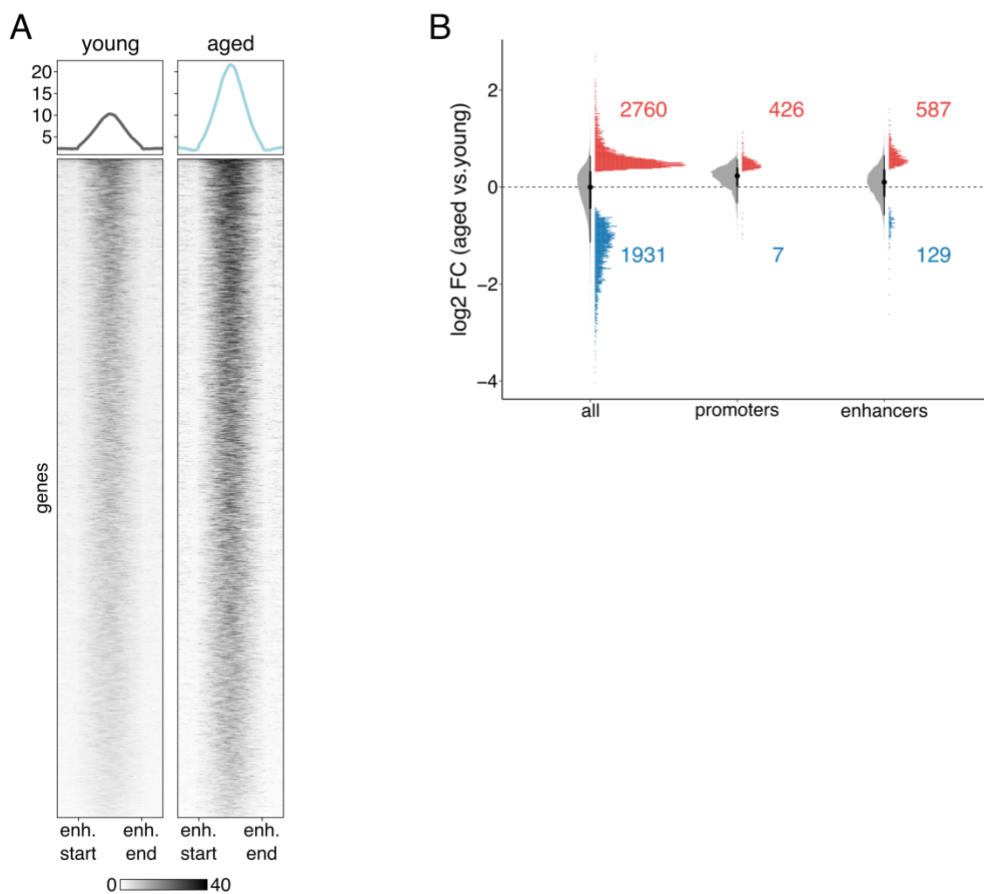 A
young aged
20
15
10
5
genes
enh. start
enh. end
enh. start
enh. end
0 40
B
log2 FC (aged vs.young)
2
0
−2
−4
2760
426
587
1931
7
129
all
promoters
enhancers